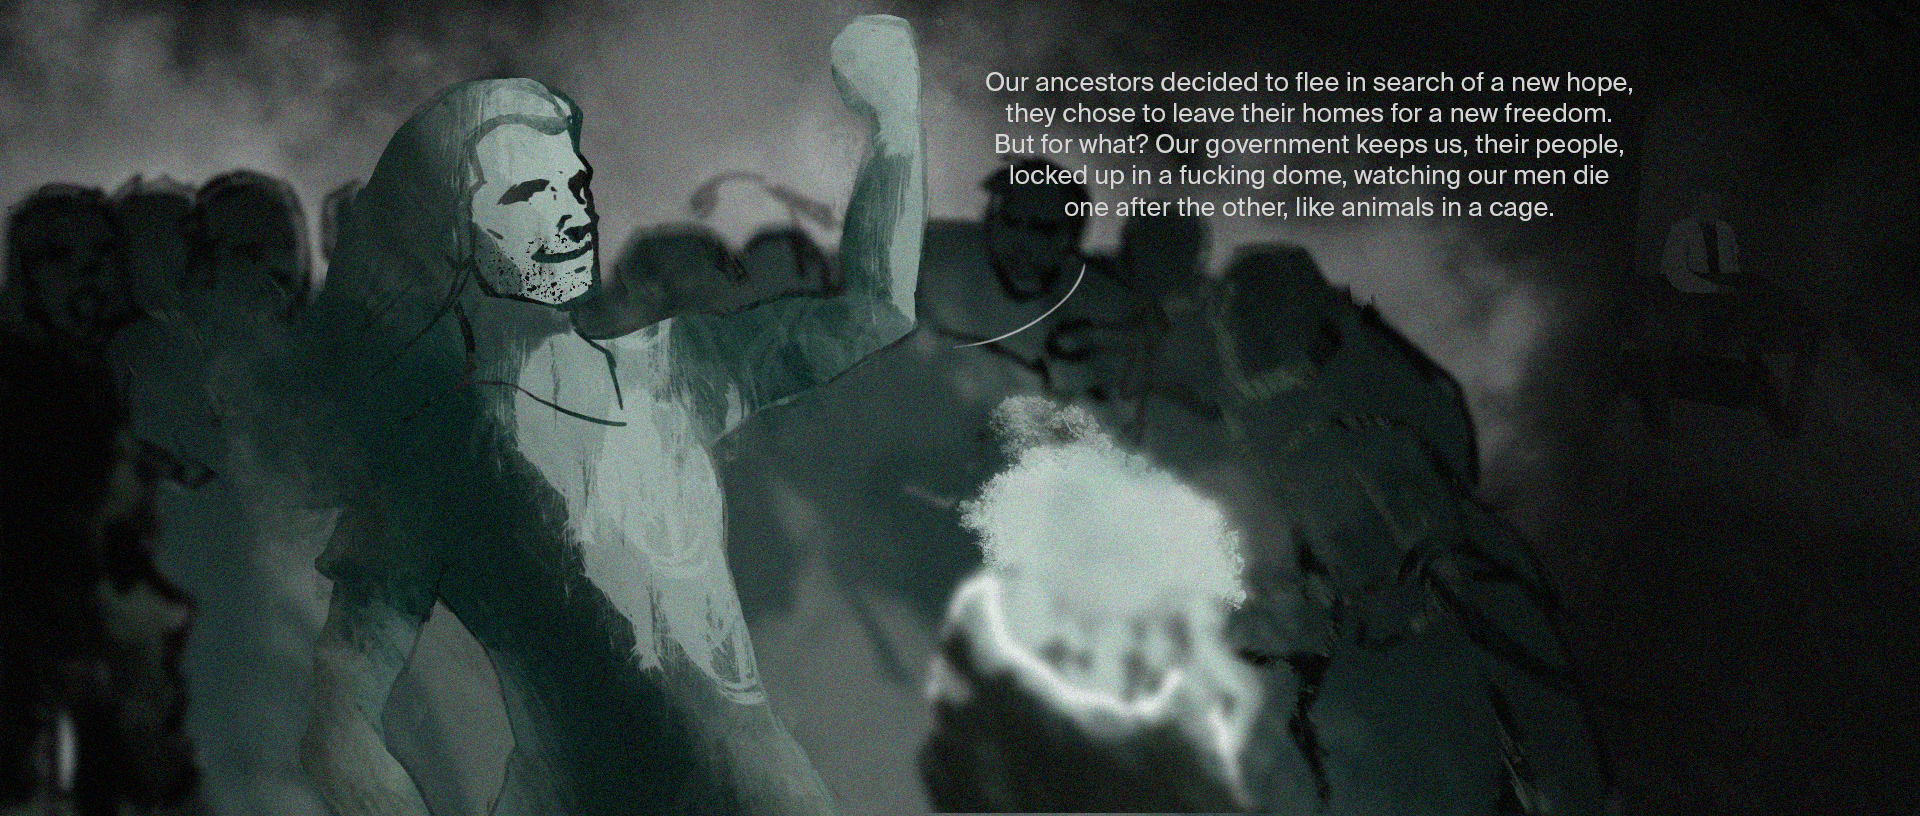 Our ancestors decided to flee in search of a new hope,
they chose to leave their homes for a new freedom.
But for what? Our government keeps us, their people,
locked up in a fucking dome, watching our men die
one after the other, like animals in a cage.